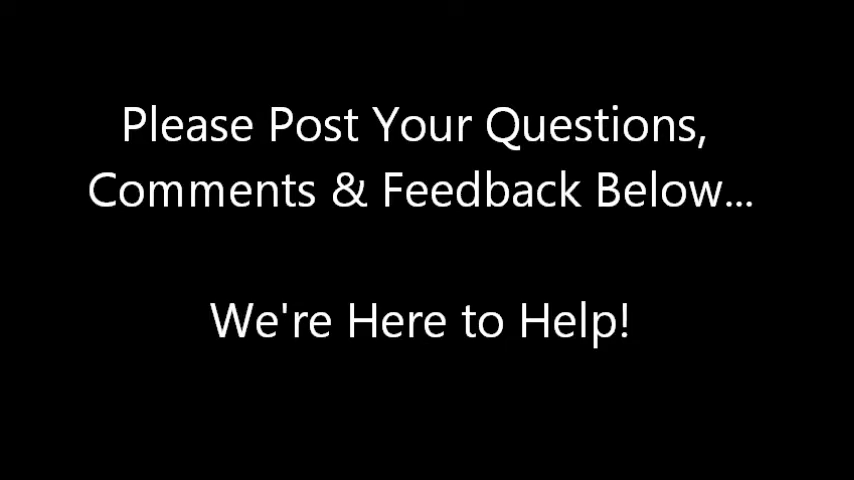 Please Post Your Questions,
Comments & Feedback Below...
We're Here to Help!